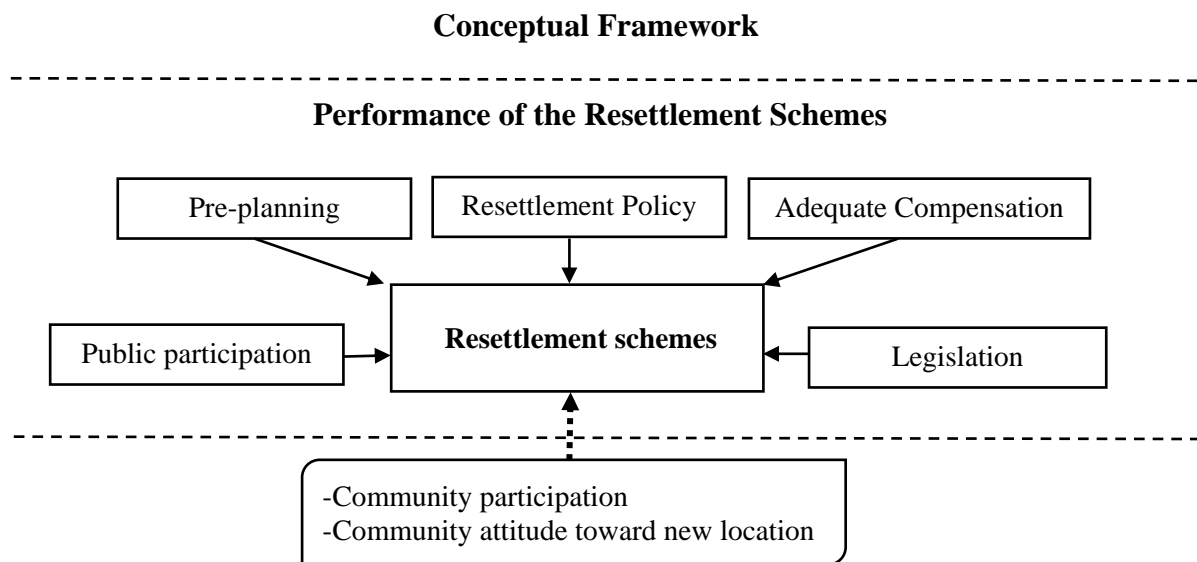 Conceptual Framework
Performance of the Resettlement Schemes
Pre-planning
Resettlement Policy
Adequate Compensation
Public participation
Resettlement schemes
Legislation
-Community participation
-Community attitude toward new location